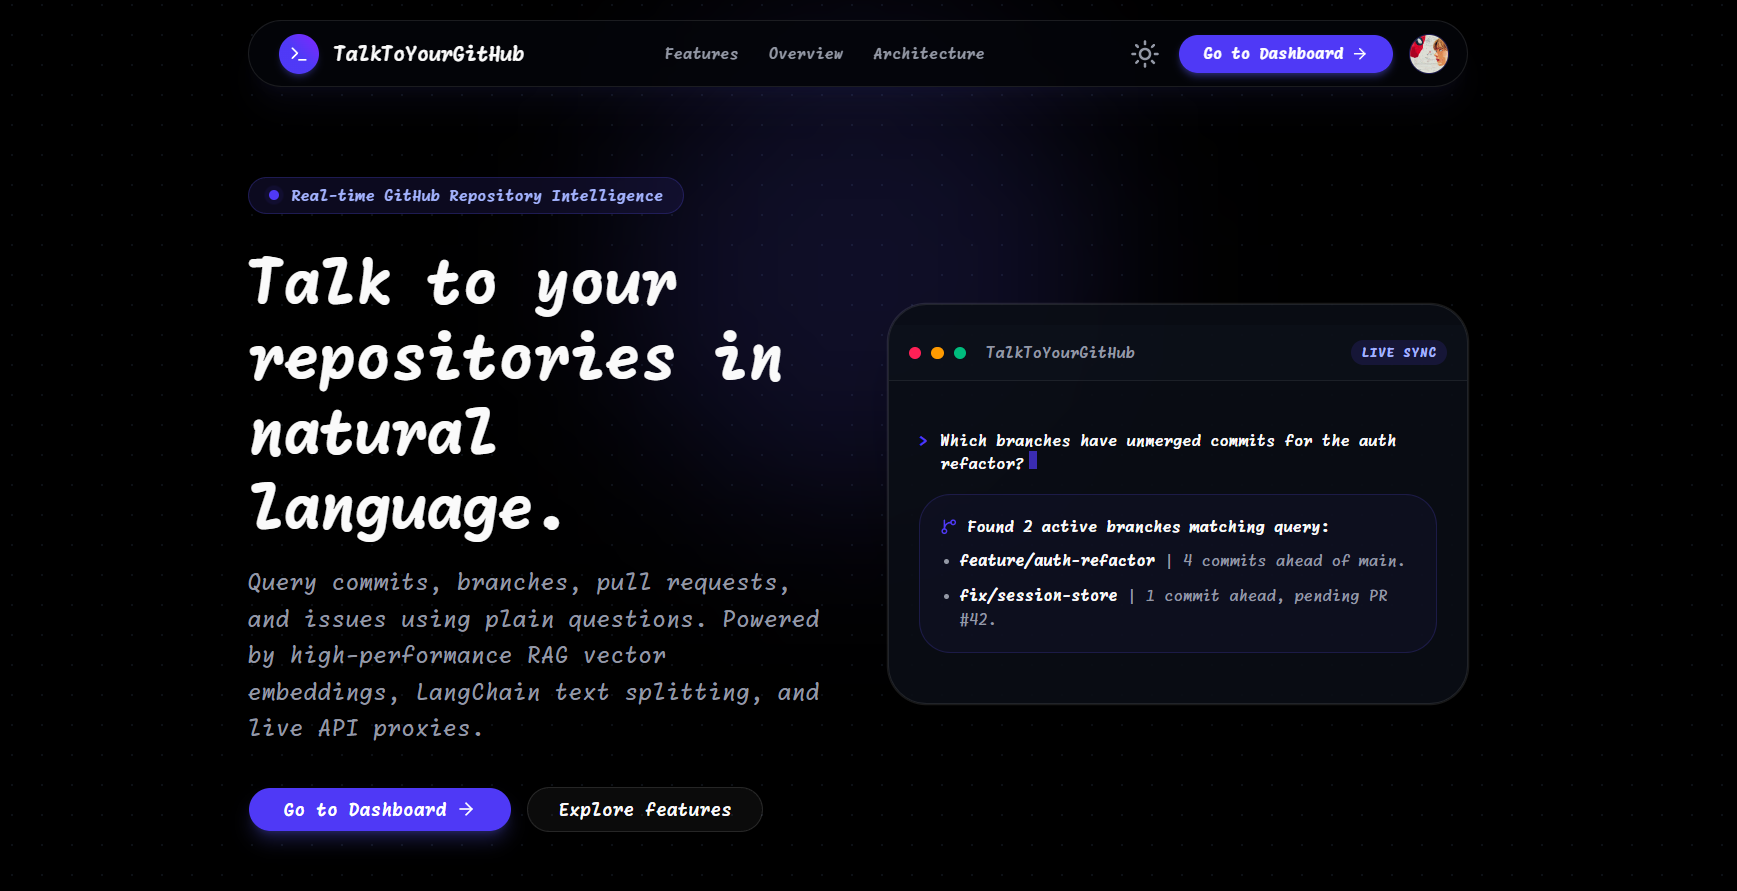 TalkToYourGitHub
Features Overview Architecture
Go to Dashboard →
Real-time GitHub Repository Intelligence
Talk to your
repositories in
natural
language.
Query commits, branches, pull requests,
and issues using plain questions. Powered
by high-performance RAG vector
embeddings, LangChain text splitting, and
live API proxies.
Go to Dashboard →
Explore features
TalkToYourGitHub
LIVE SYNC
> Which branches have unmerged commits for the auth
refactor?
Found 2 active branches matching query:
• feature/auth-refactor | 4 commits ahead of main.
• fix/session-store | 1 commit ahead, pending PR
#42.